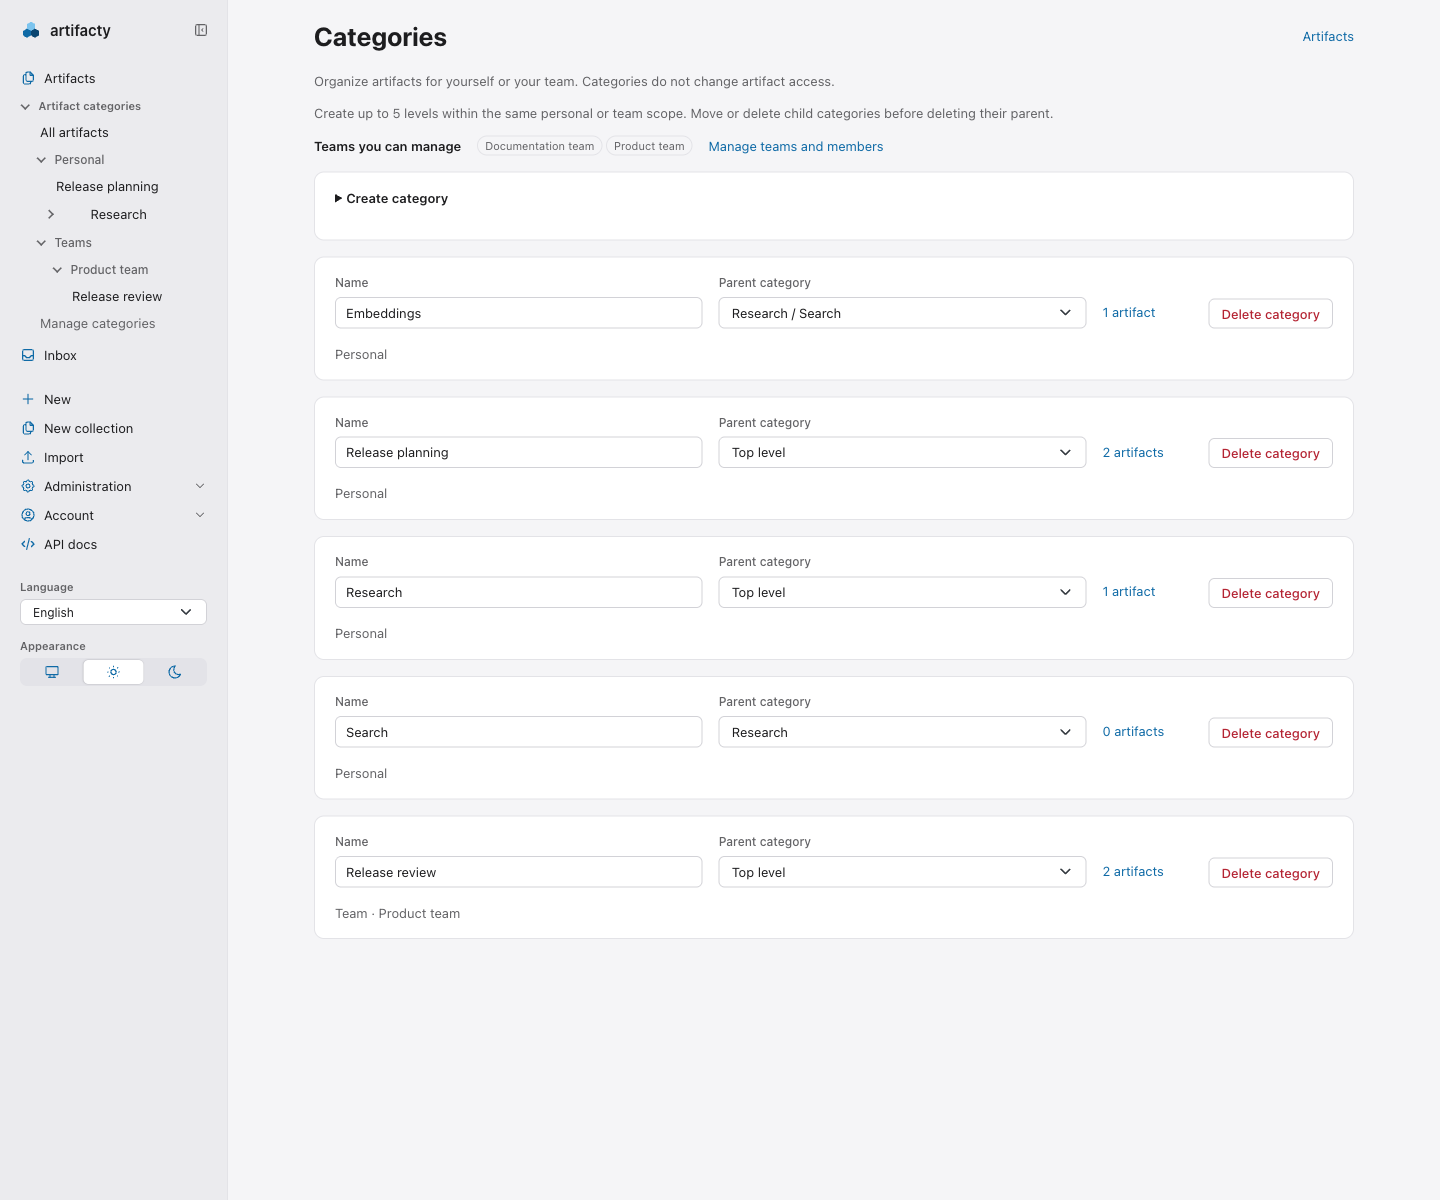 artifacty
Artifacts
Artifact categories
All artifacts
Personal
Release planning
Research
Teams
Product team
Release review
Manage categories
Inbox
New
New collection
Import
Administration
Account
API docs
Language
English
Appearance
Categories
Artifacts
Organize artifacts for yourself or your team. Categories do not change artifact access.
Create up to 5 levels within the same personal or team scope. Move or delete child categories before deleting their parent.
Teams you can manage Documentation team Product team Manage teams and members
Create category
Name Parent category
Embeddings Research / Search 1 artifact Delete category
Personal
Name Parent category
Release planning Top level 2 artifacts Delete category
Personal
Name Parent category
Research Top level 1 artifact Delete category
Personal
Name Parent category
Search Research 0 artifacts Delete category
Personal
Name Parent category
Release review Top level 2 artifacts Delete category
Team · Product team